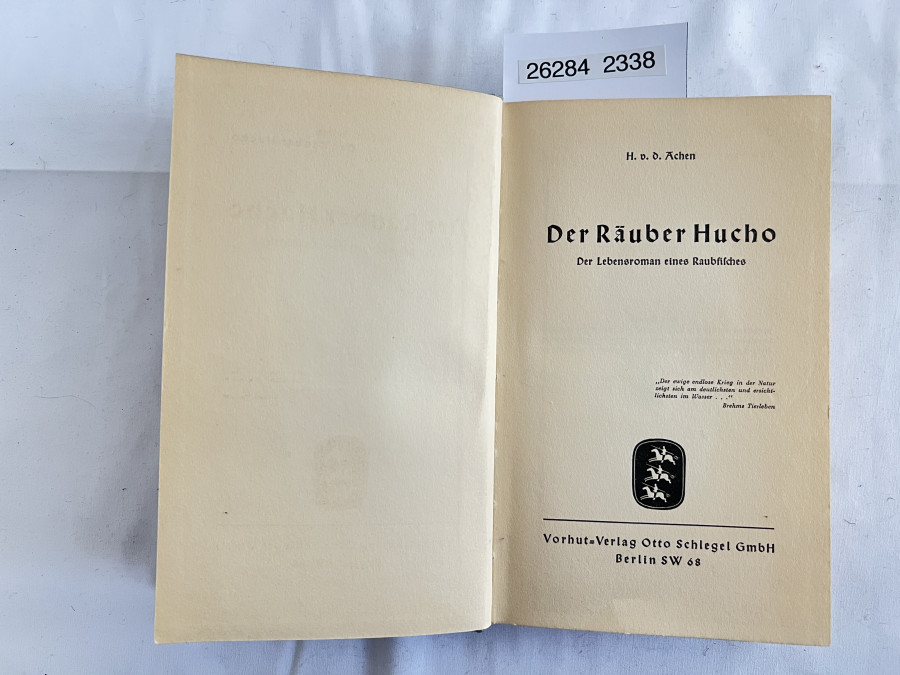 26284 2338
H. v. d. Achen
Der Räuber Hucho
Der Lebensroman eines Raubfiſches
„Der ewige endlose Krieg in der Natur
zeigt sich am deutlichsten und ersicht-
lichsten im Wasser . . .“
Brehms Tierleben
Vorhut=Verlag Otto Schlegel GmbH
Berlin SW 68